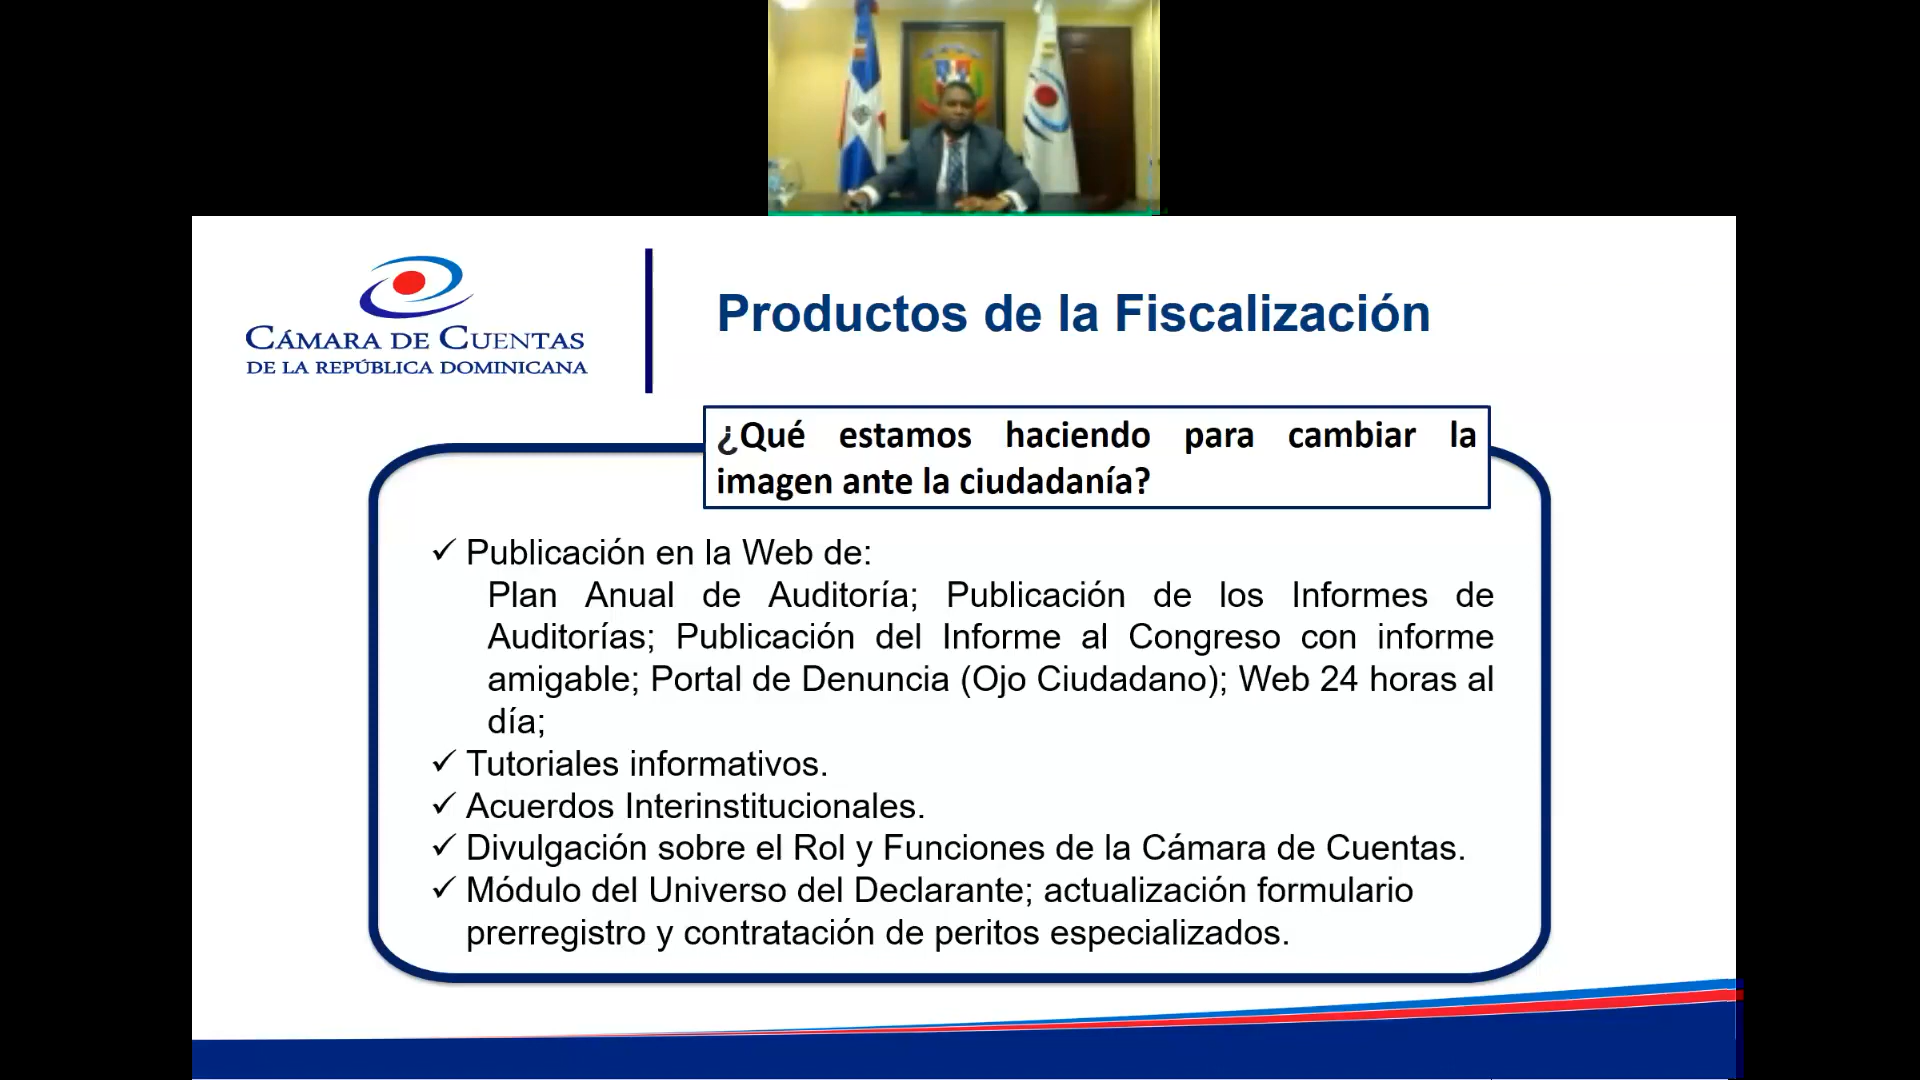 CÁMARA DE CUENTAS
DE LA REPÚBLICA DOMINICANA
Productos de la Fiscalización
¿Qué estamos haciendo para cambiar la
imagen ante la ciudadanía?
✓ Publicación en la Web de:
Plan Anual de Auditoría; Publicación de los Informes de
Auditorías; Publicación del Informe al Congreso con informe
amigable; Portal de Denuncia (Ojo Ciudadano); Web 24 horas al
día;
✓ Tutoriales informativos.
✓ Acuerdos Interinstitucionales.
✓ Divulgación sobre el Rol y Funciones de la Cámara de Cuentas.
✓ Módulo del Universo del Declarante; actualización formulario
prerregistro y contratación de peritos especializados.